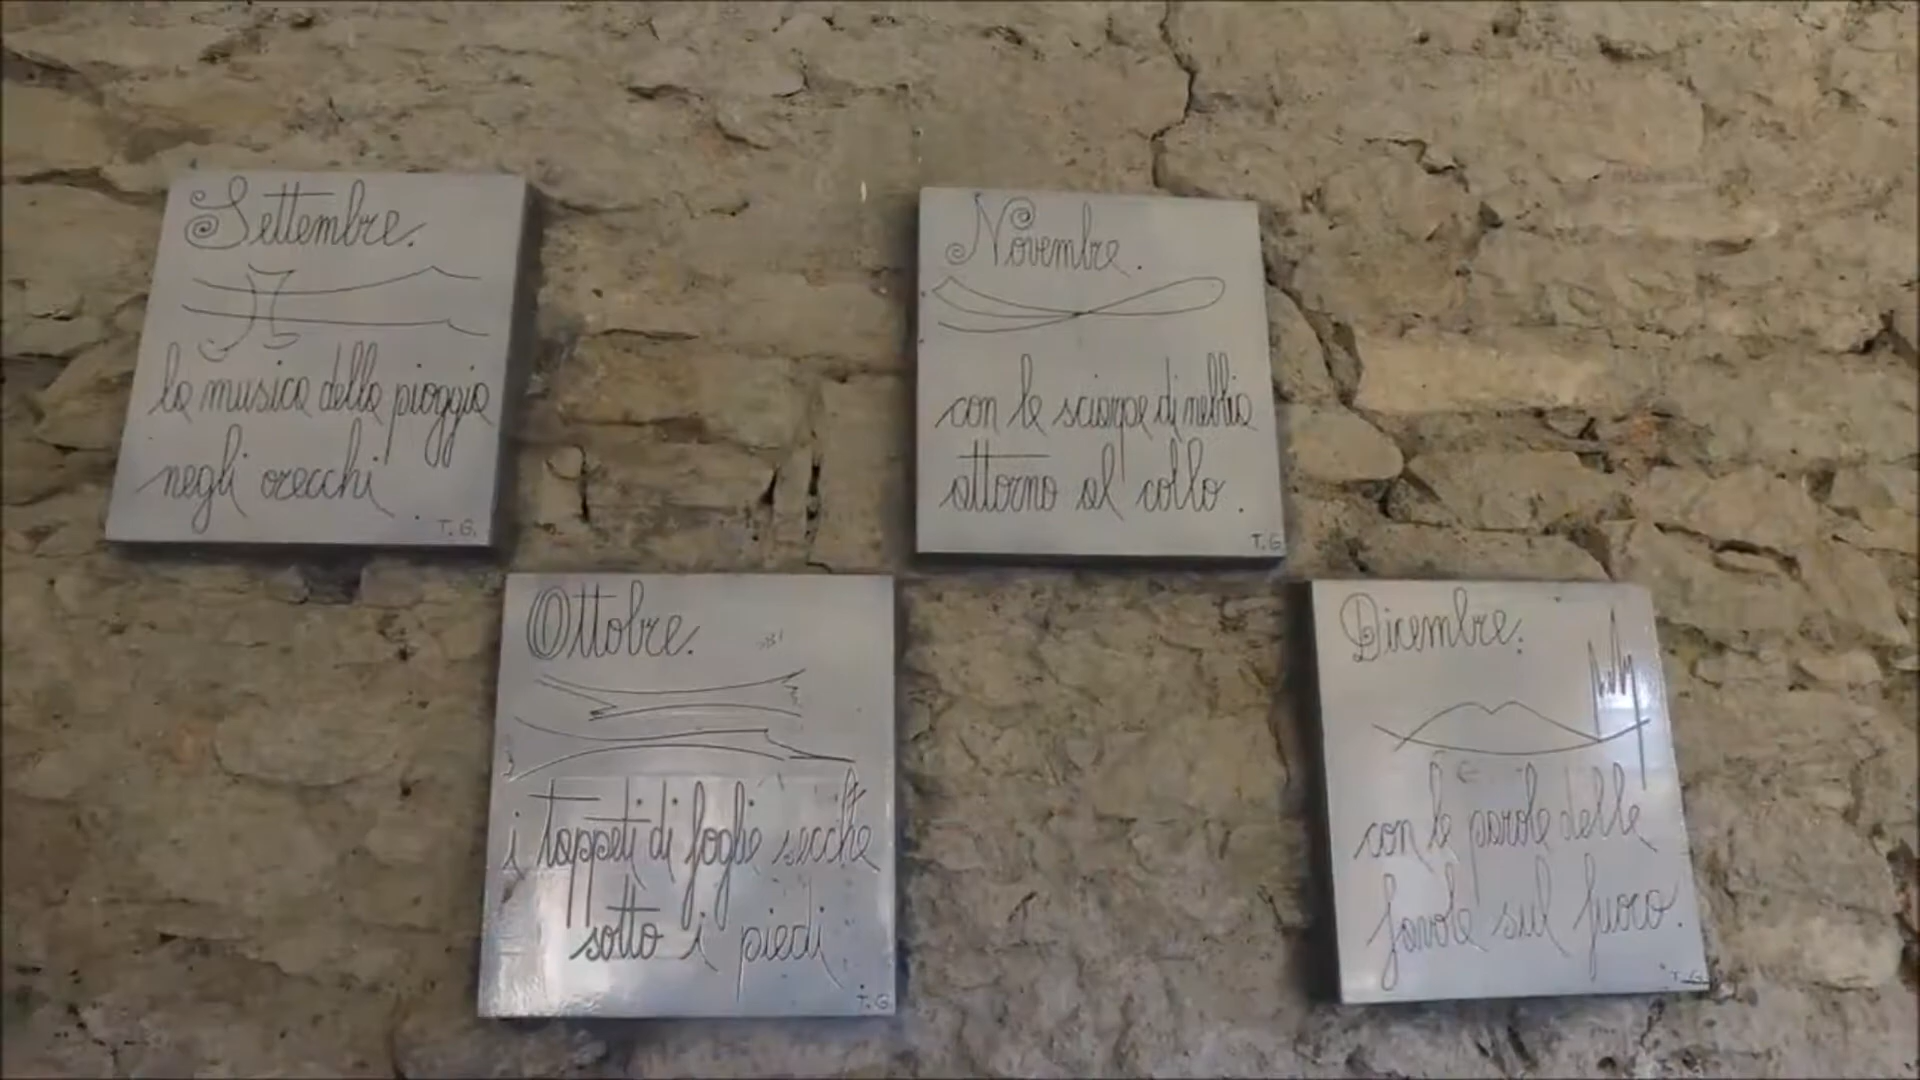 Settembre.
la musica della pioggia
negli orecchi
T. G.
Ottobre.
i tappeti di foglie secche
sotto i piedi
T. G.
Novembre.
con le sciarpe di nebbia
attorno al collo.
T. G
Dicembre.
con le parole delle
favole sul fuoco.
T. G